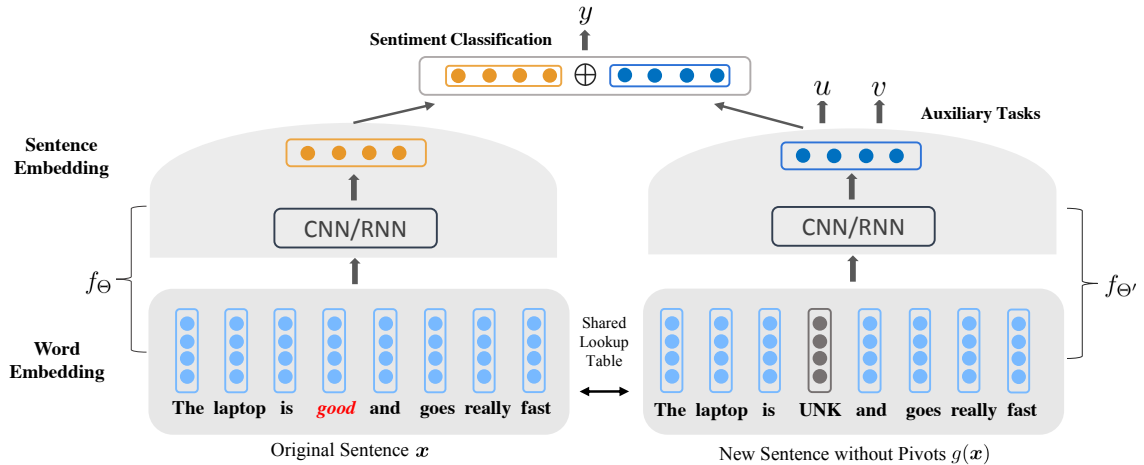 y
Sentiment Classification
⊕
u v
Auxiliary Tasks
Sentence
Embedding
CNN/RNN
CNN/RNN
f_Θ
f_Θ′
Word
Embedding
Shared
Lookup
Table
The laptop is good and goes really fast
The laptop is UNK and goes really fast
Original Sentence x
New Sentence without Pivots g(x)